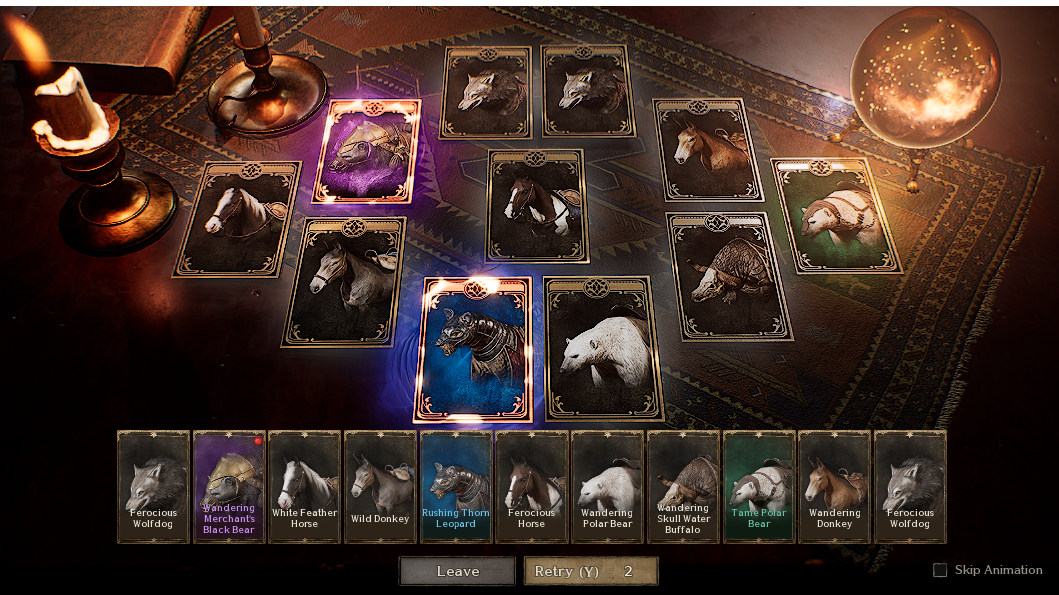 Ferocious
Wolfdog
Wandering
Merchant's
Black Bear
White Feather
Horse
Wild Donkey
Rushing Thorn
Leopard
Ferocious
Horse
Wandering
Polar Bear
Wandering
Skull Water
Buffalo
Tame Polar
Bear
Wandering
Donkey
Ferocious
Wolfdog
Leave
Retry (Y) 2
Skip Animation